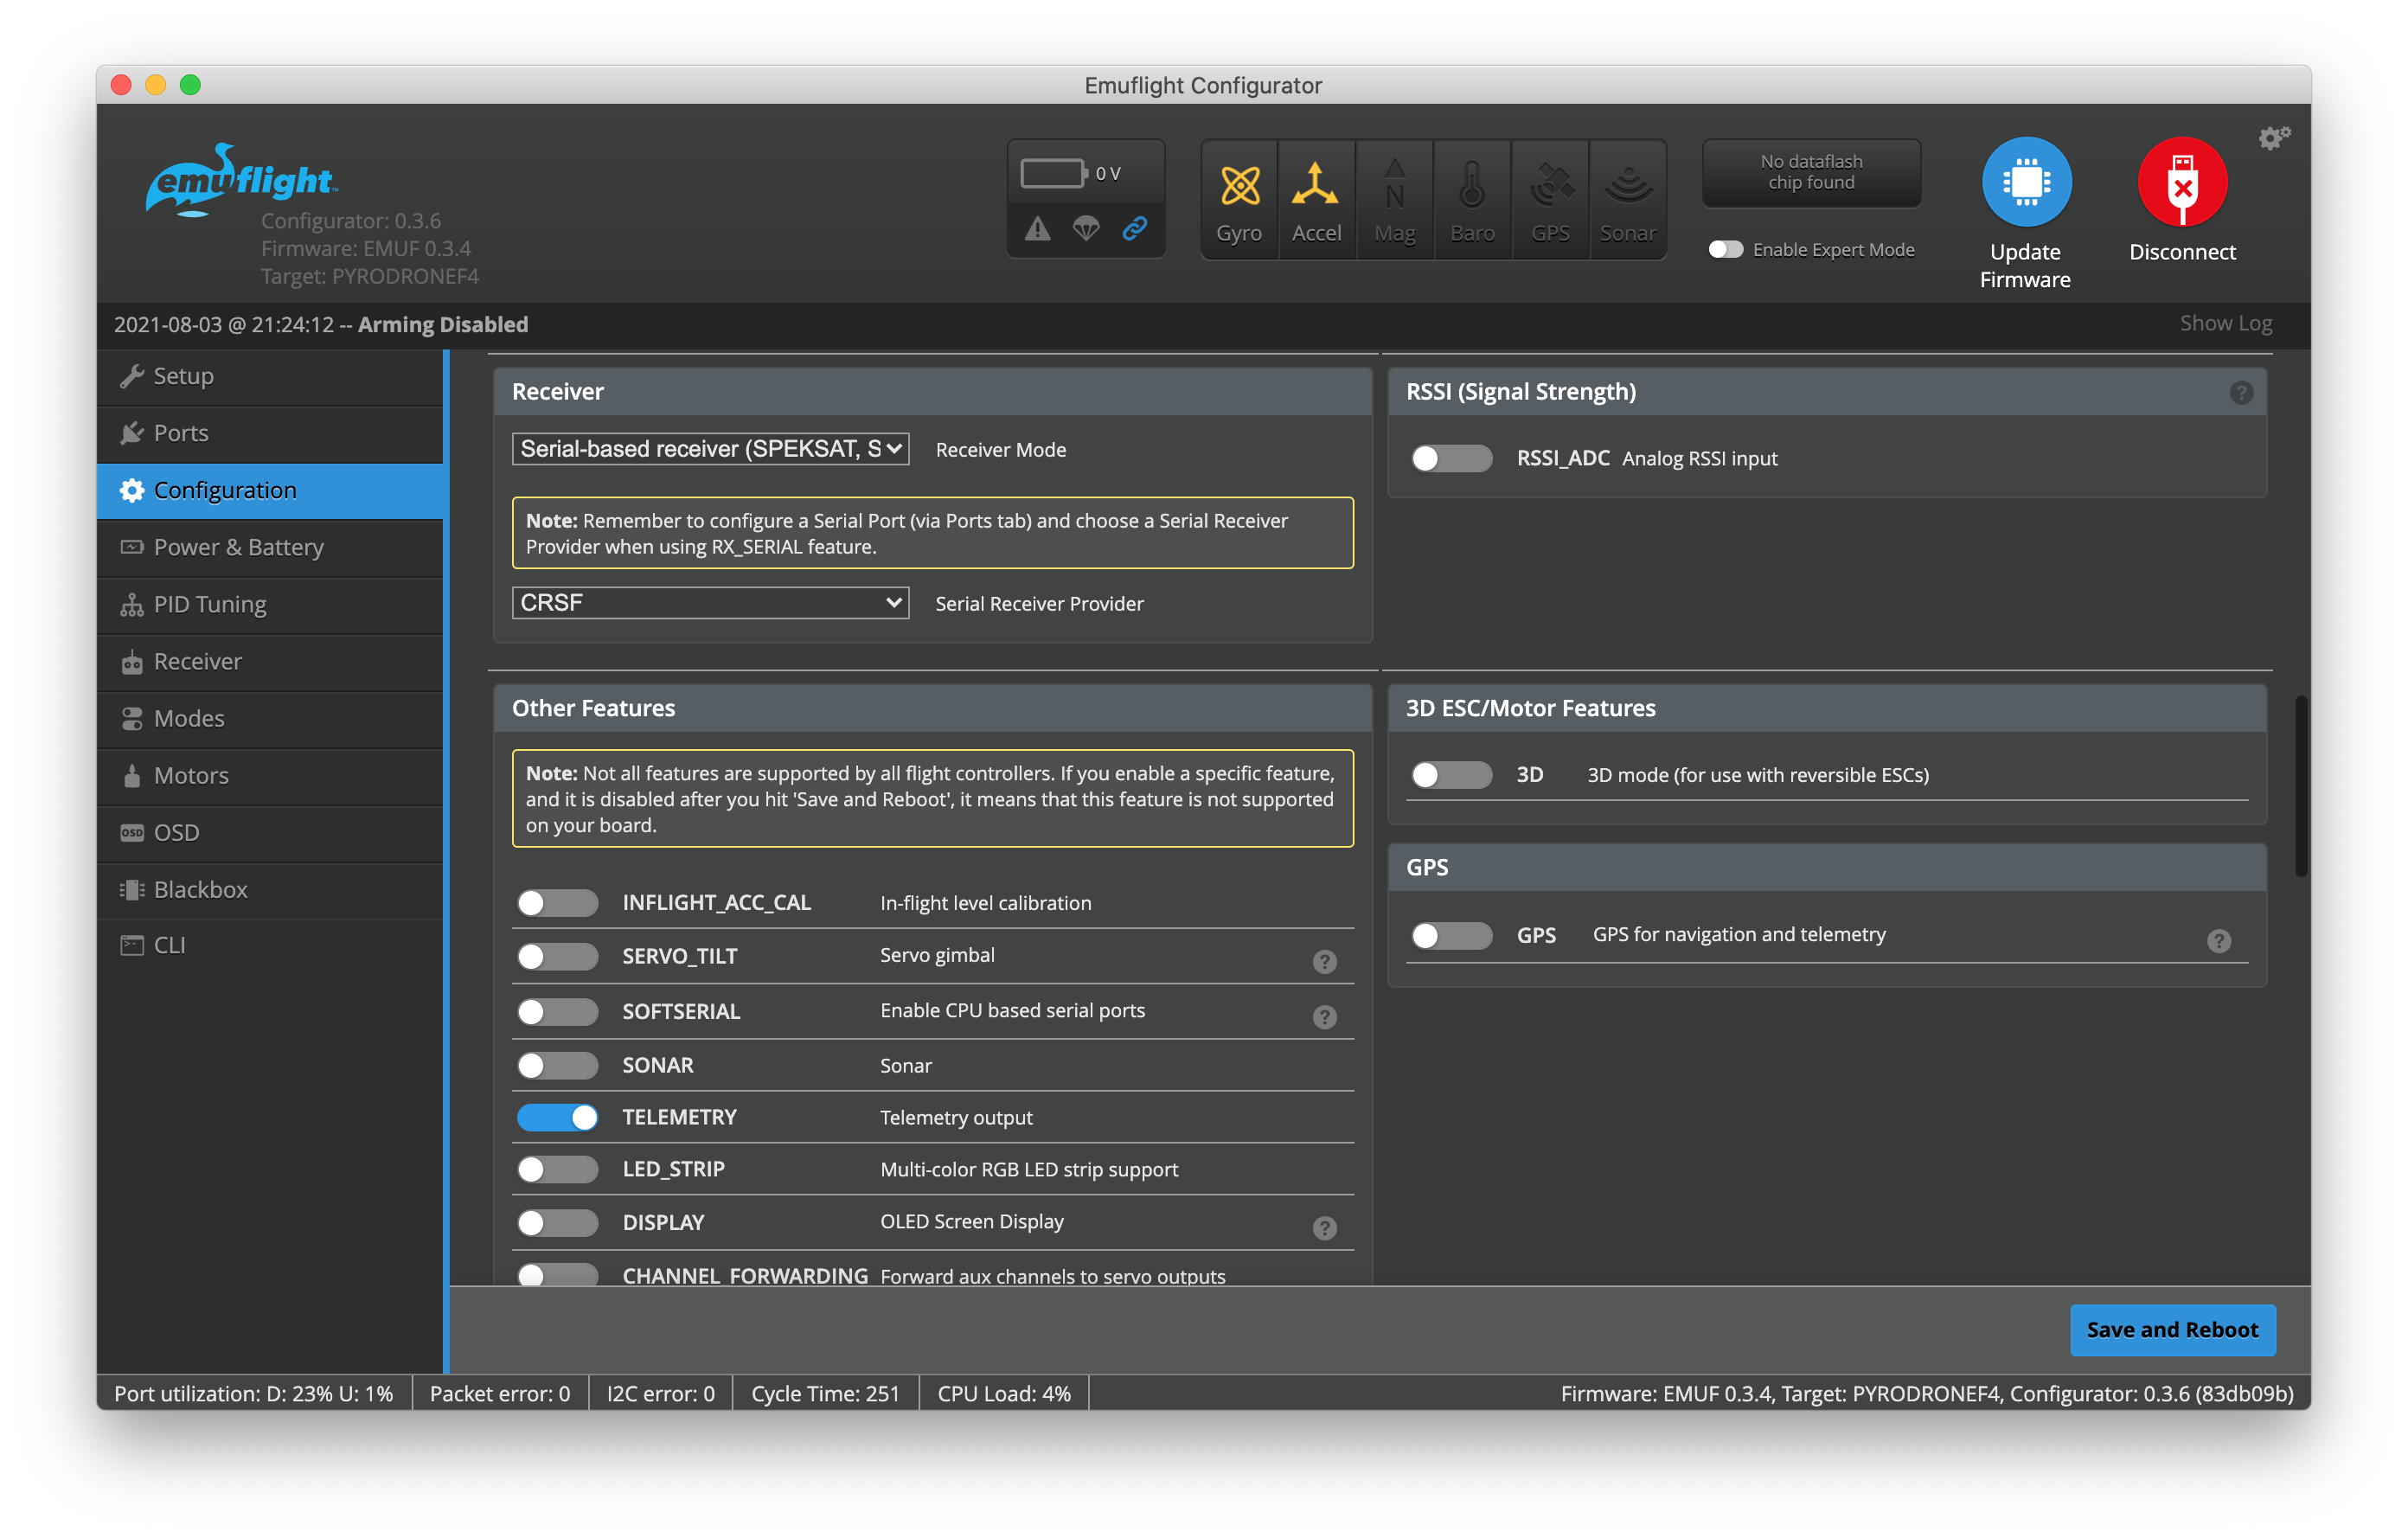 Emuflight Configurator
emuflight
Configurator: 0.3.6
Firmware: EMUF 0.3.4
Target: PYRODRONEF4
0 V
Gyro
Accel
N
Mag
Baro
GPS
Sonar
No dataflash
chip found
Enable Expert Mode
Update
Firmware
Disconnect
2021-08-03 @ 21:24:12 -- Arming Disabled
Show Log
Setup
Ports
Configuration
Power & Battery
PID Tuning
Receiver
Modes
Motors
OSD OSD
Blackbox
CLI
Receiver
Serial-based receiver (SPEKSAT, S
Receiver Mode
Note: Remember to configure a Serial Port (via Ports tab) and choose a Serial Receiver
Provider when using RX_SERIAL feature.
CRSF
Serial Receiver Provider
RSSI (Signal Strength)
?
RSSI_ADC Analog RSSI input
Other Features
Note: Not all features are supported by all flight controllers. If you enable a specific feature,
and it is disabled after you hit 'Save and Reboot', it means that this feature is not supported
on your board.
INFLIGHT_ACC_CAL In-flight level calibration
SERVO_TILT Servo gimbal ?
SOFTSERIAL Enable CPU based serial ports ?
SONAR Sonar
TELEMETRY Telemetry output
LED_STRIP Multi-color RGB LED strip support
DISPLAY OLED Screen Display ?
CHANNEL_FORWARDING Forward aux channels to servo outputs
3D ESC/Motor Features
3D 3D mode (for use with reversible ESCs)
GPS
GPS GPS for navigation and telemetry ?
Save and Reboot
Port utilization: D: 23% U: 1%
Packet error: 0
I2C error: 0
Cycle Time: 251
CPU Load: 4%
Firmware: EMUF 0.3.4, Target: PYRODRONEF4, Configurator: 0.3.6 (83db09b)